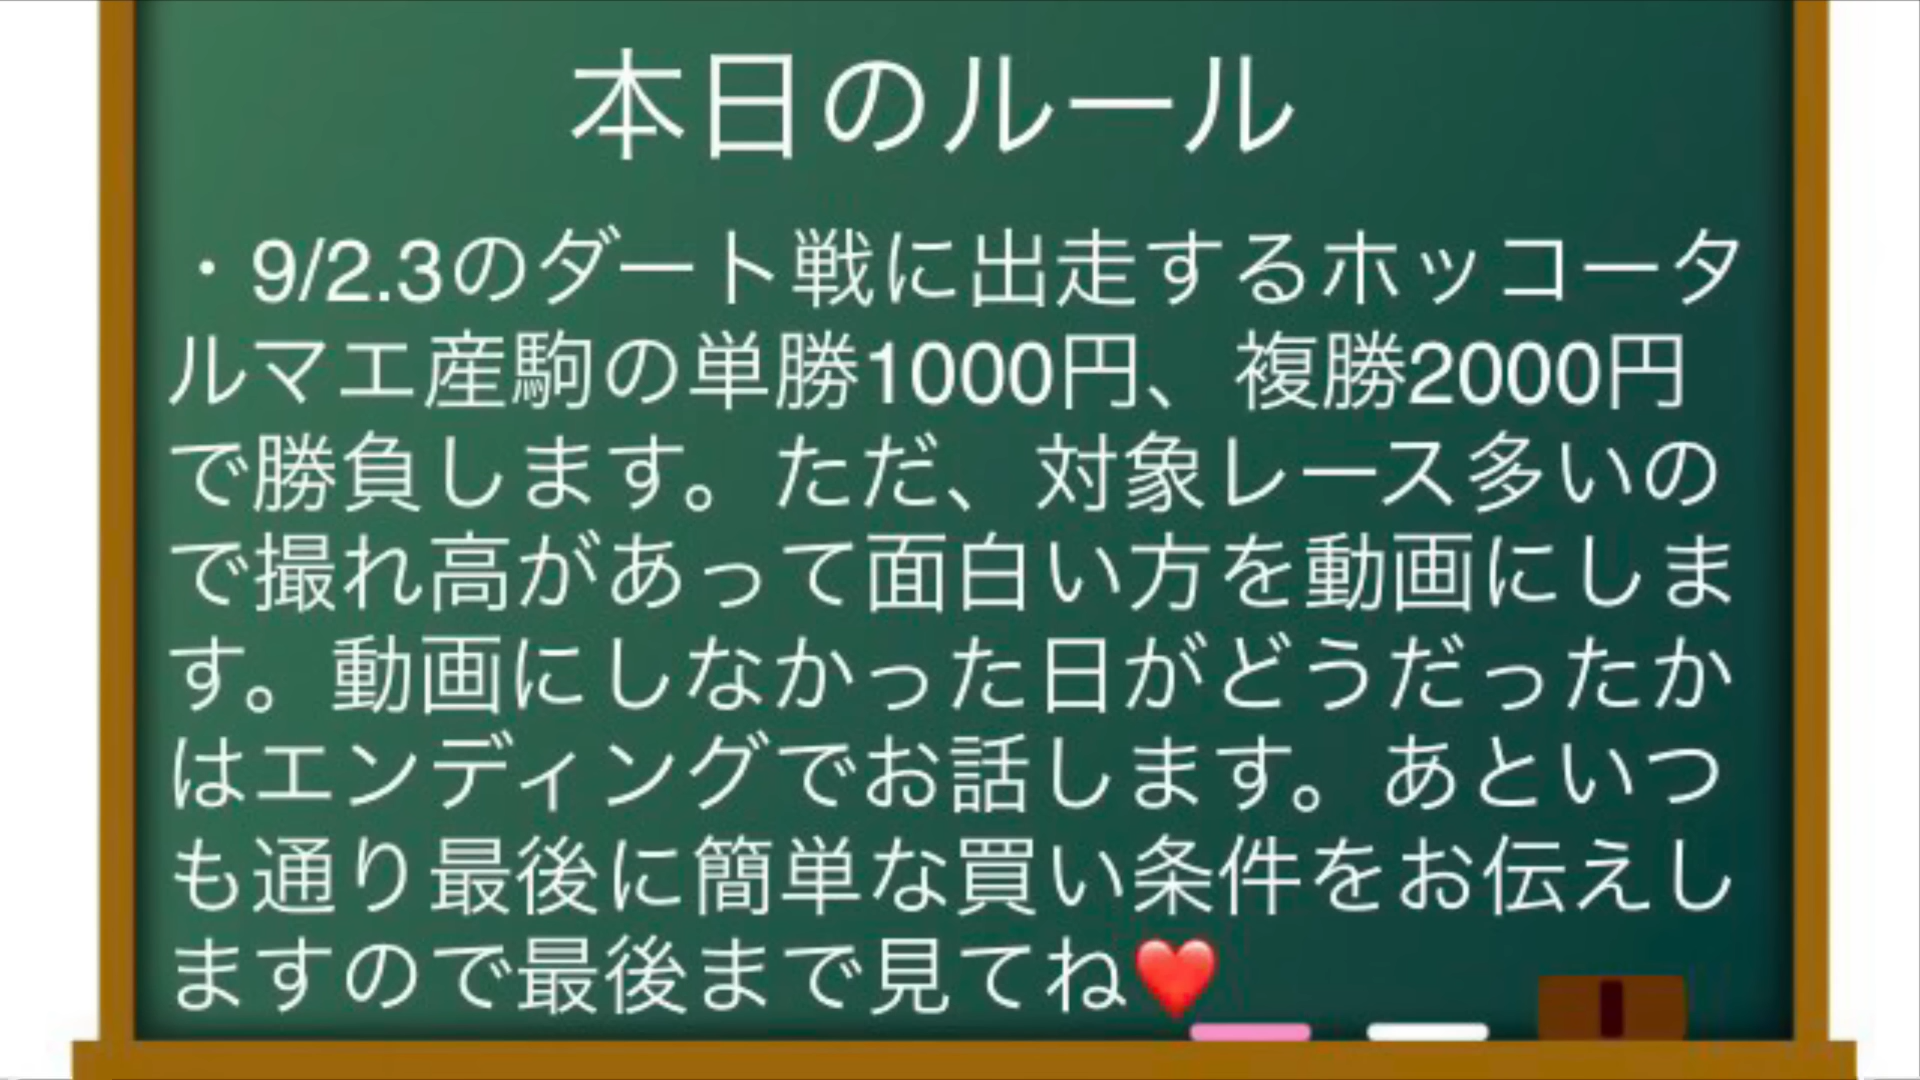 本日のルール
・9/2.3のダート戦に出走するホッコータ
ルマエ産駒の単勝1000円、複勝2000円
で勝負します。ただ、対象レース多いの
で撮れ高があって面白い方を動画にしま
す。動画にしなかった日がどうだったか
はエンディングでお話します。あといつ
も通り最後に簡単な買い条件をお伝えし
ますので最後まで見てね❤️